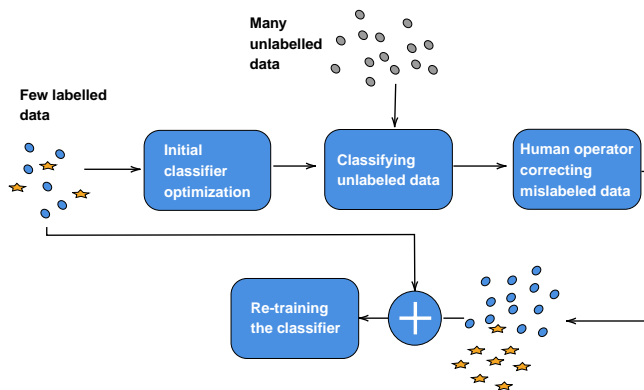 Many
unlabelled
data
Few labelled
data
Initial
classifier
optimization
Classifying
unlabeled data
Human operator
correcting
mislabeled data
Re-training
the classifier